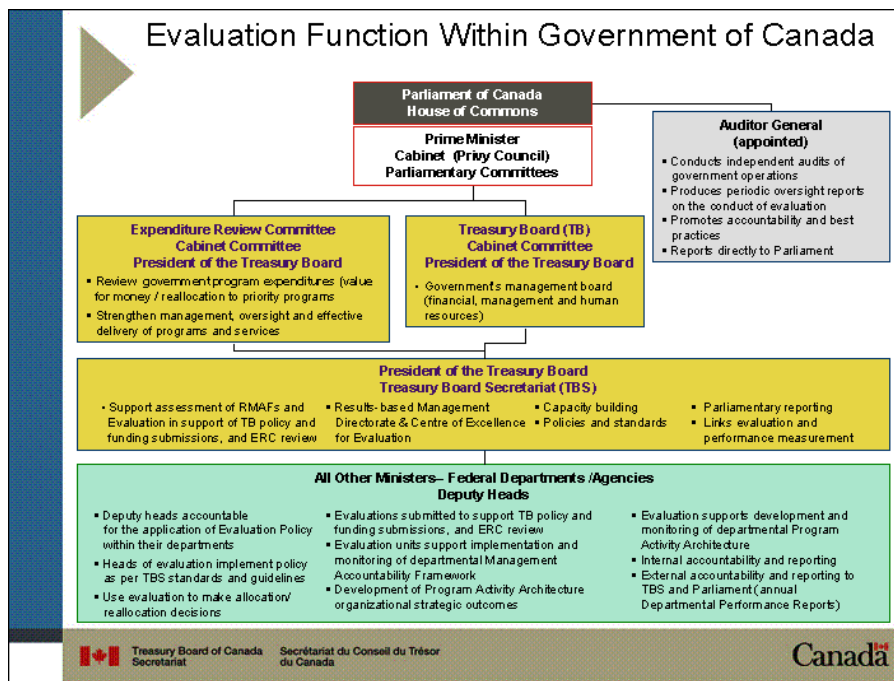 Evaluation Function Within Government of Canada
Parliament of Canada
House of Commons
Prime Minister
Cabinet (Privy Council)
Parliamentary Committees
Auditor General
(appointed)
▪ Conducts independent audits of
government operations
▪ Produces periodic oversight reports
on the conduct of evaluation
▪ Promotes accountability and best
practices
▪ Reports directly to Parliament
Expenditure Review Committee
Cabinet Committee
President of the Treasury Board
▪ Review government program expenditures (value
for money / reallocation to priority programs
▪ Strengthen management, oversight and effective
delivery of programs and services
Treasury Board (TB)
Cabinet Committee
President of the Treasury Board
▪ Government's management board
(financial, management and human
resources)
President of the Treasury Board
Treasury Board Secretariat (TBS)
▪ Support assessment of RMAFs and
Evaluation in support of TB policy and
funding submissions, and ERC review
▪ Results-based Management
Directorate & Centre of Excellence
for Evaluation
▪ Capacity building
▪ Policies and standards
▪ Parliamentary reporting
▪ Links evaluation and
performance measurement
All Other Ministers– Federal Departments /Agencies
Deputy Heads
▪ Deputy heads accountable
for the application of Evaluation Policy
within their departments
▪ Heads of evaluation implement policy
as per TBS standards and guidelines
▪ Use evaluation to make allocation/
reallocation decisions
▪ Evaluations submitted to support TB policy and
funding submissions, and ERC review
▪ Evaluation units support implementation and
monitoring of departmental Management
Accountability Framework
▪ Development of Program Activity Architecture
organizational strategic outcomes
▪ Evaluation supports development and
monitoring of departmental Program
Activity Architecture
▪ Internal accountability and reporting
▪ External accountability and reporting to
TBS and Parliament (annual
Departmental Performance Reports)
Treasury Board of Canada
Secretariat
Secrétariat du Conseil du Trésor
du Canada
Canada